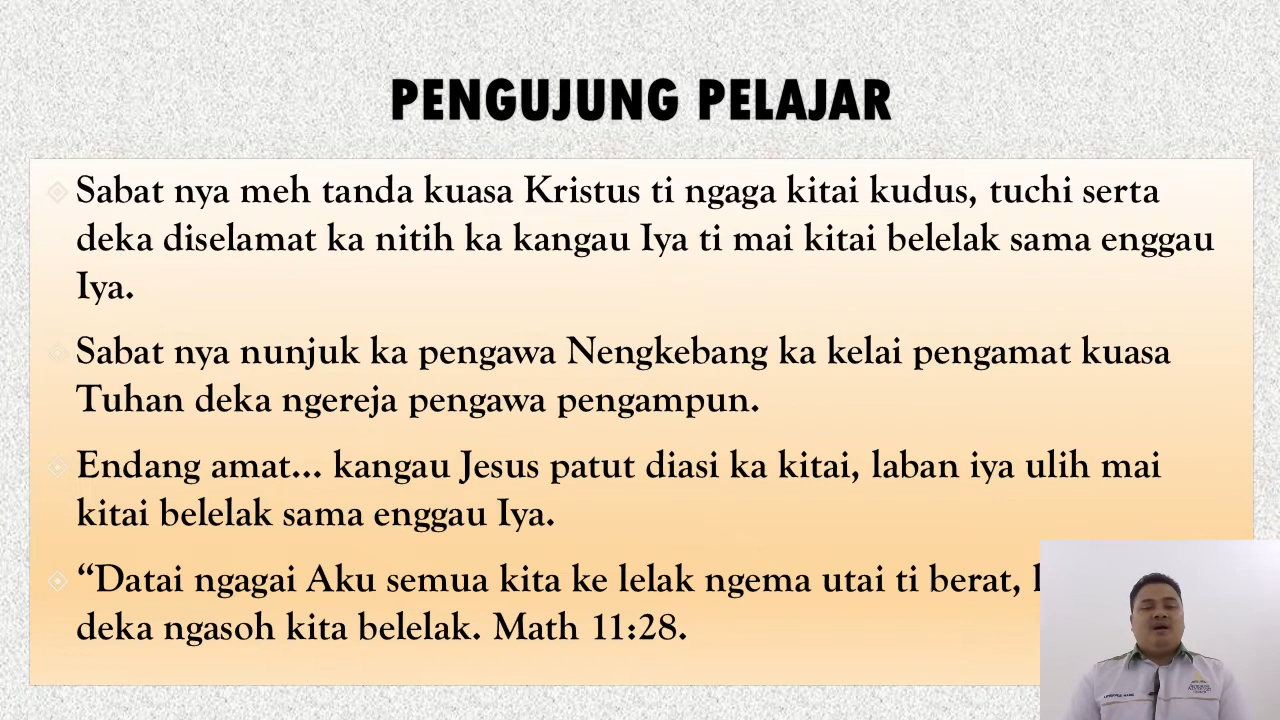 PENGUJUNG PELAJAR
Sabat nya meh tanda kuasa Kristus ti ngaga kitai kudus, tuchi serta
deka diselamat ka nitih ka kangau Iya ti mai kitai belelak sama enggau
Iya.
Sabat nya nunjuk ka pengawa Nengkebang ka kelai pengamat kuasa
Tuhan deka ngereja pengawa pengampun.
Endang amat... kangau Jesus patut diasi ka kitai, laban iya ulih mai
kitai belelak sama enggau Iya.
“Datai ngagai Aku semua kita ke lelak ngema utai ti berat,
deka ngasoh kita belelak. Math 11:28.